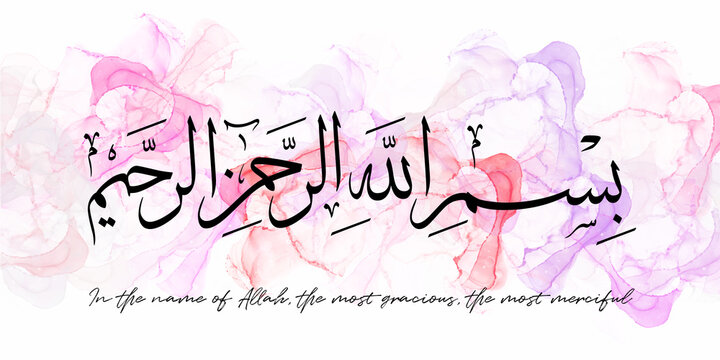 بِسْمِ اللَّهِ الرَّحْمٰنِ الرَّحِيمِ
In the name of Allah, the most gracious, the most merciful